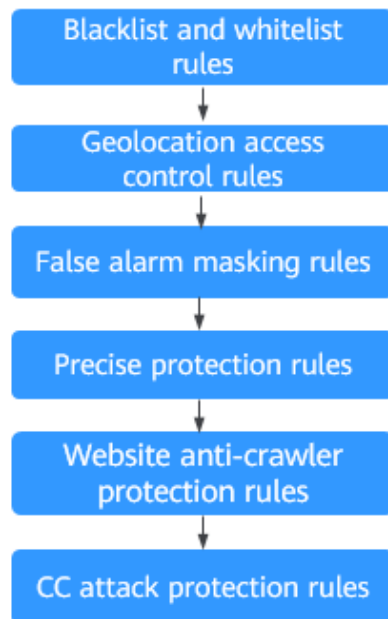 Blacklist and whitelist
rules
Geolocation access
control rules
False alarm masking rules
Precise protection rules
Website anti-crawler
protection rules
CC attack protection rules